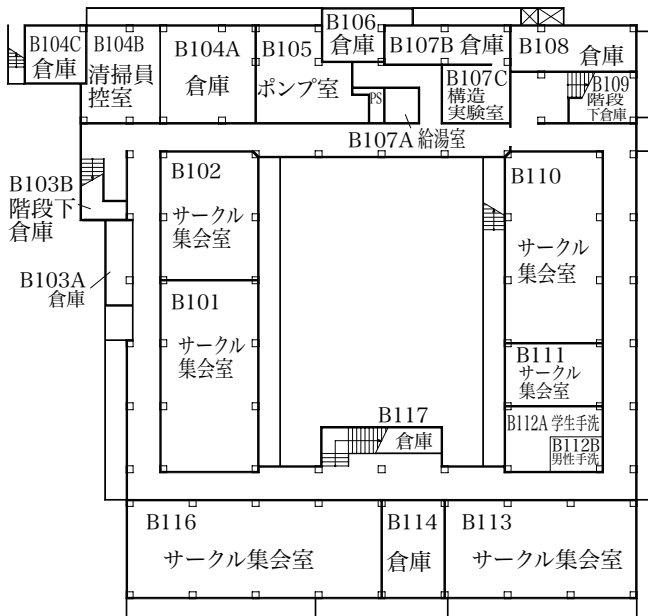 B104C
倉庫
B104B
清掃員
控室
B104A
倉庫
B105
ポンプ室
B106
倉庫
B107B 倉庫
B108
倉庫
B107C
構造
実験室
B109
階段
下倉庫
PS
B107A 給湯室
B103B
階段下
倉庫
B102
サークル
集会室
B110
サークル
集会室
B103A
倉庫
B101
サークル
集会室
B111
サークル
集会室
B117
倉庫
B112A 学生手洗
B112B
男性手洗
B116
サークル集会室
B114
倉庫
B113
サークル集会室